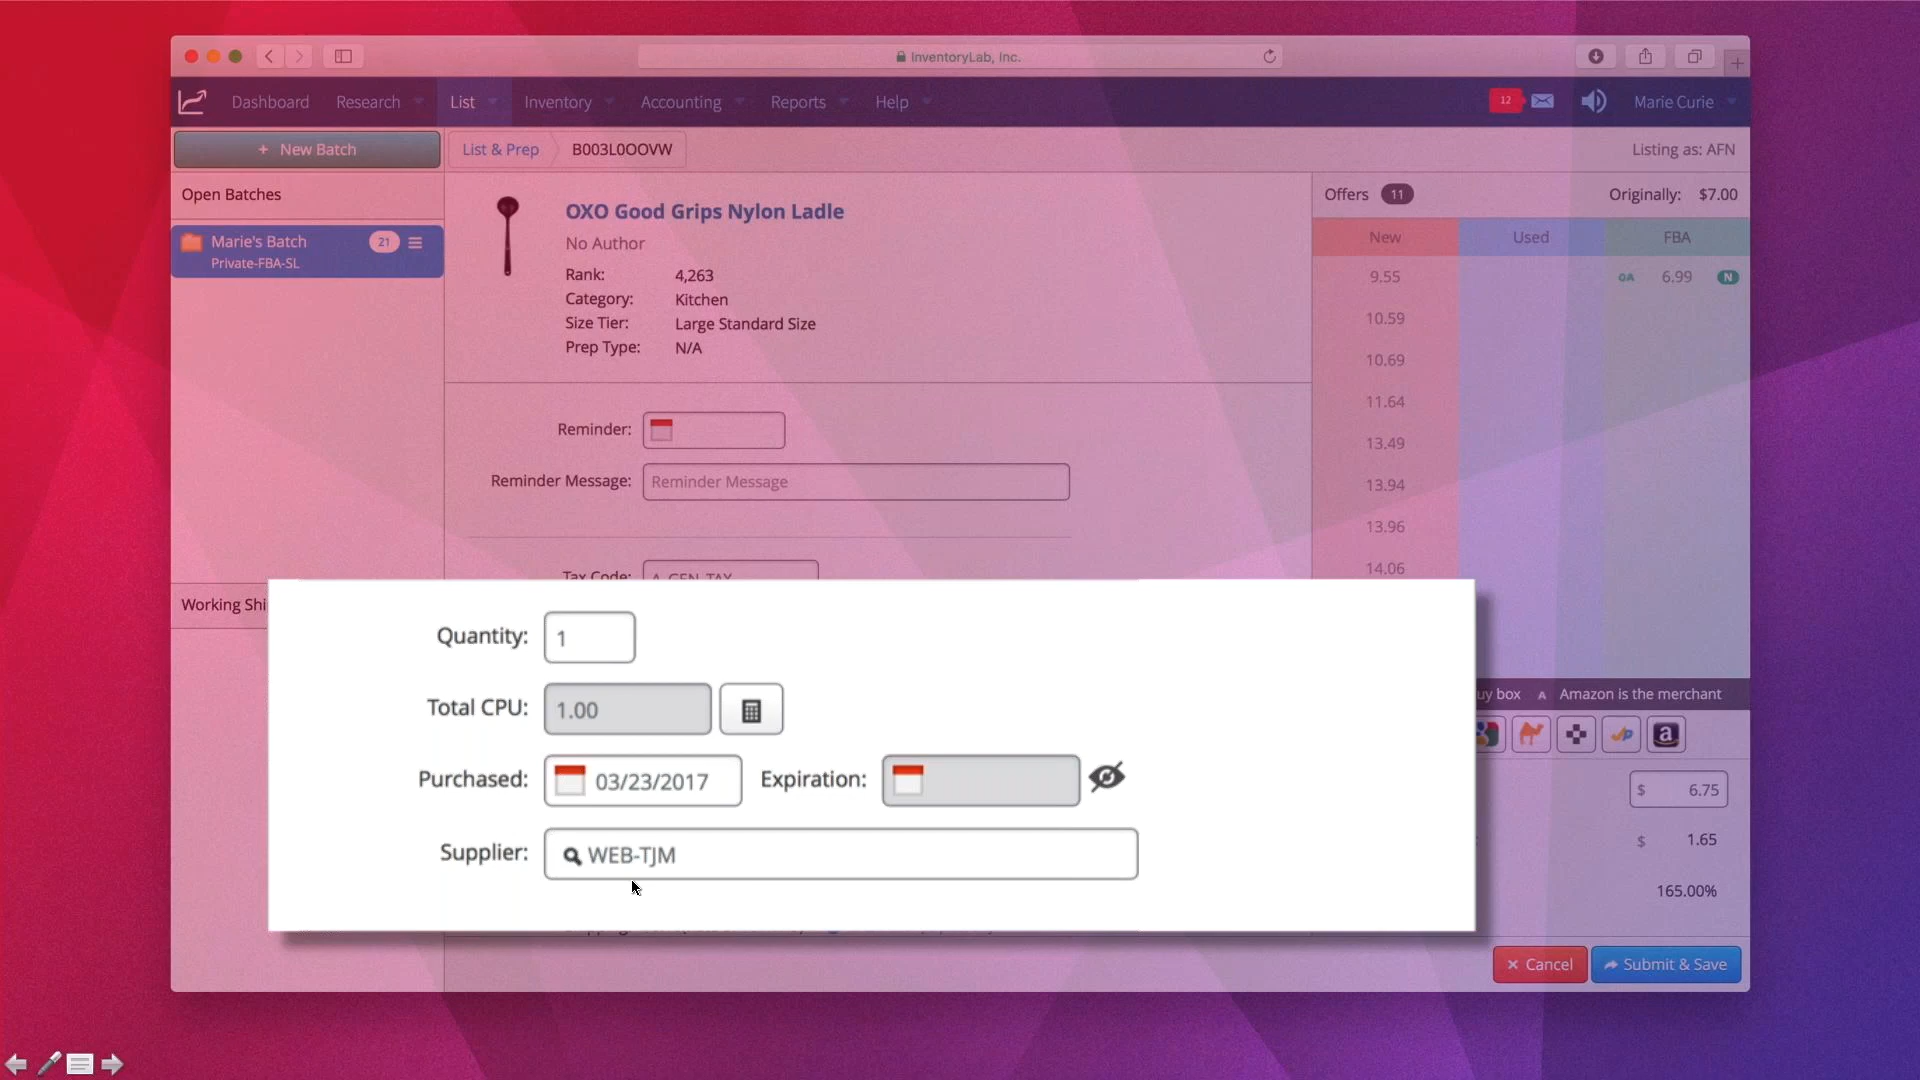 InventoryLab, Inc.
Dashboard Research List Inventory Accounting Reports Help 12 Marie Curie
+ New Batch
List & Prep B003L0OOVW
Listing as: AFN
Open Batches
Marie's Batch 21
Private-FBA-SL
OXO Good Grips Nylon Ladle
No Author
Rank: 4,263
Category: Kitchen
Size Tier: Large Standard Size
Prep Type: N/A
Offers 11 Originally: $7.00
New Used FBA
9.55 OA 6.99 N
10.59
10.69
11.64
13.49
13.94
13.96
14.06
Reminder:
Reminder Message: Reminder Message
Tax Code: A_GEN_TAX
Working Shi
Quantity: 1
Total CPU: 1.00
Purchased: 03/23/2017 Expiration:
Supplier: WEB-TJM
uy box A Amazon is the merchant
a
$ 6.75
$ 1.65
165.00%
× Cancel Submit & Save